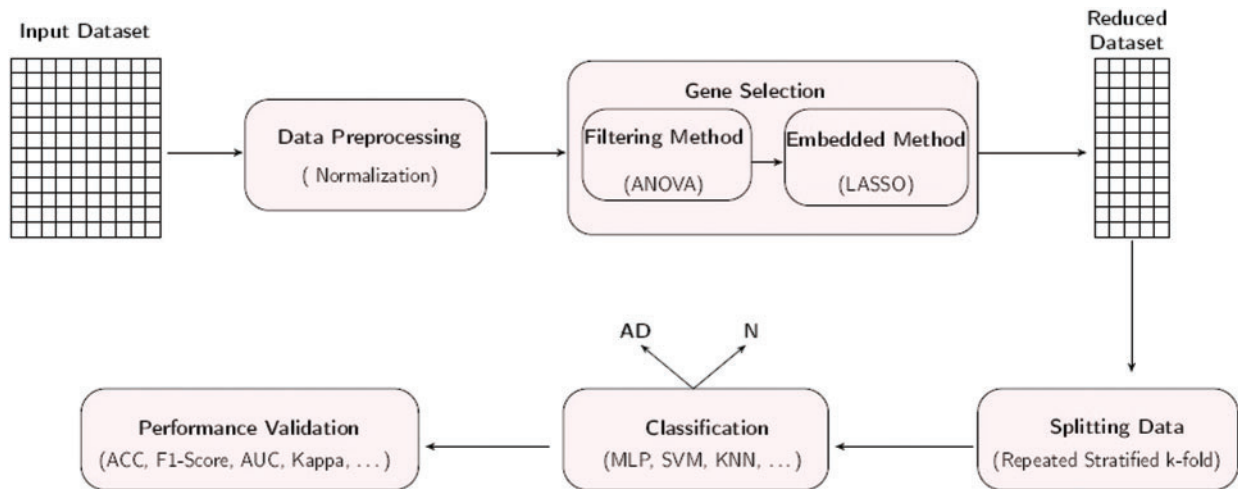 Input Dataset
Reduced
Dataset
Gene Selection
Data Preprocessing
( Normalization)
Filtering Method
(ANOVA)
Embedded Method
(LASSO)
AD
N
Performance Validation
(ACC, F1-Score, AUC, Kappa, ...)
Classification
(MLP, SVM, KNN, ...)
Splitting Data
(Repeated Stratified k-fold)